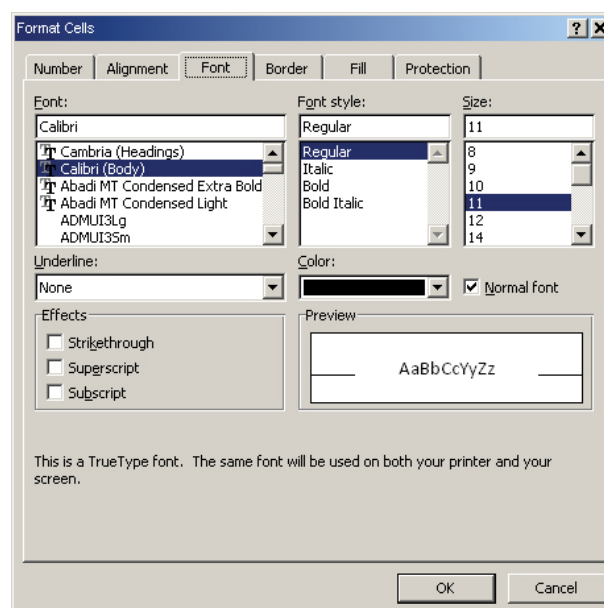 Format Cells
Number Alignment Font Border Fill Protection
Font: Font style: Size:
Calibri Regular 11
Cambria (Headings) Regular 8
Calibri (Body) Italic 9
Abadi MT Condensed Extra Bold Bold 10
Abadi MT Condensed Light Bold Italic 11
ADMUI3Lg 12
ADMUI3Sm 14
Underline: Color:
None Normal font
Effects Preview
Strikethrough
Superscript AaBbCcYyZz
Subscript
This is a TrueType font. The same font will be used on both your printer and your
screen.
OK Cancel